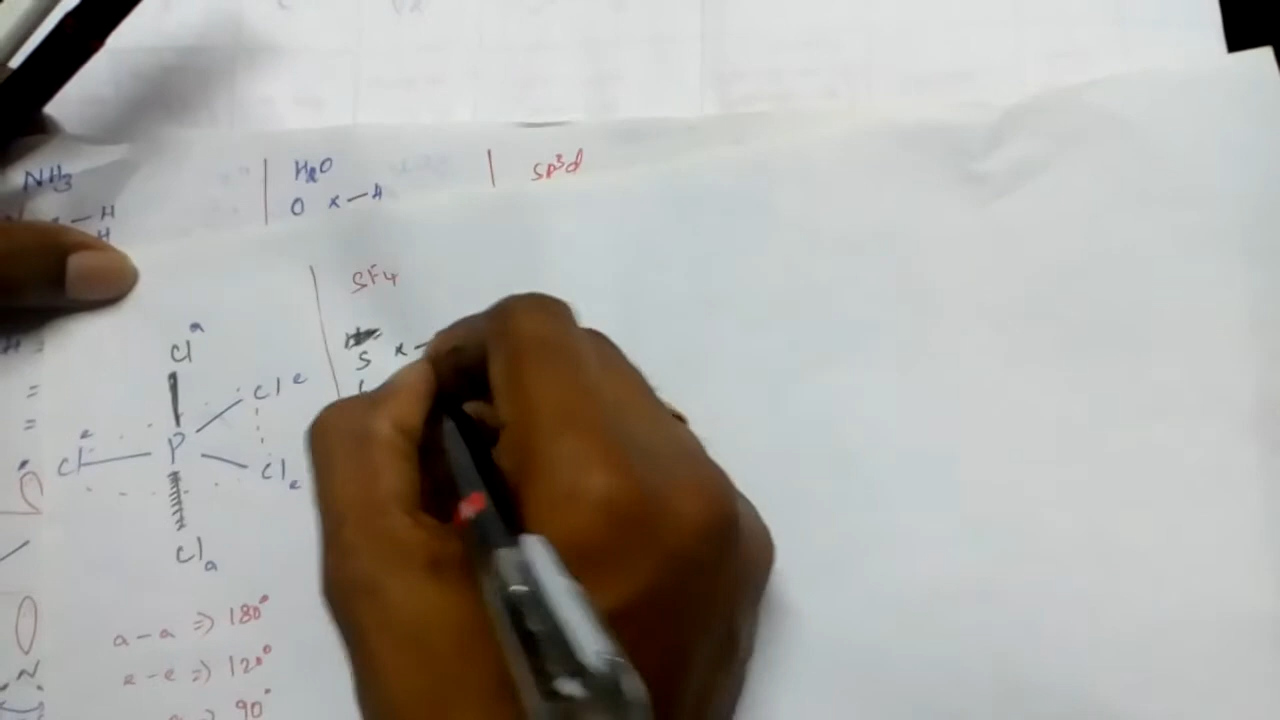 NH3
H
H
H2O
O x - H
sp3d
SF4
S x -
Cl a
Cl e
Cl e
P
Cl e
Cl a
a - a => 180°
e - e => 120°
90°